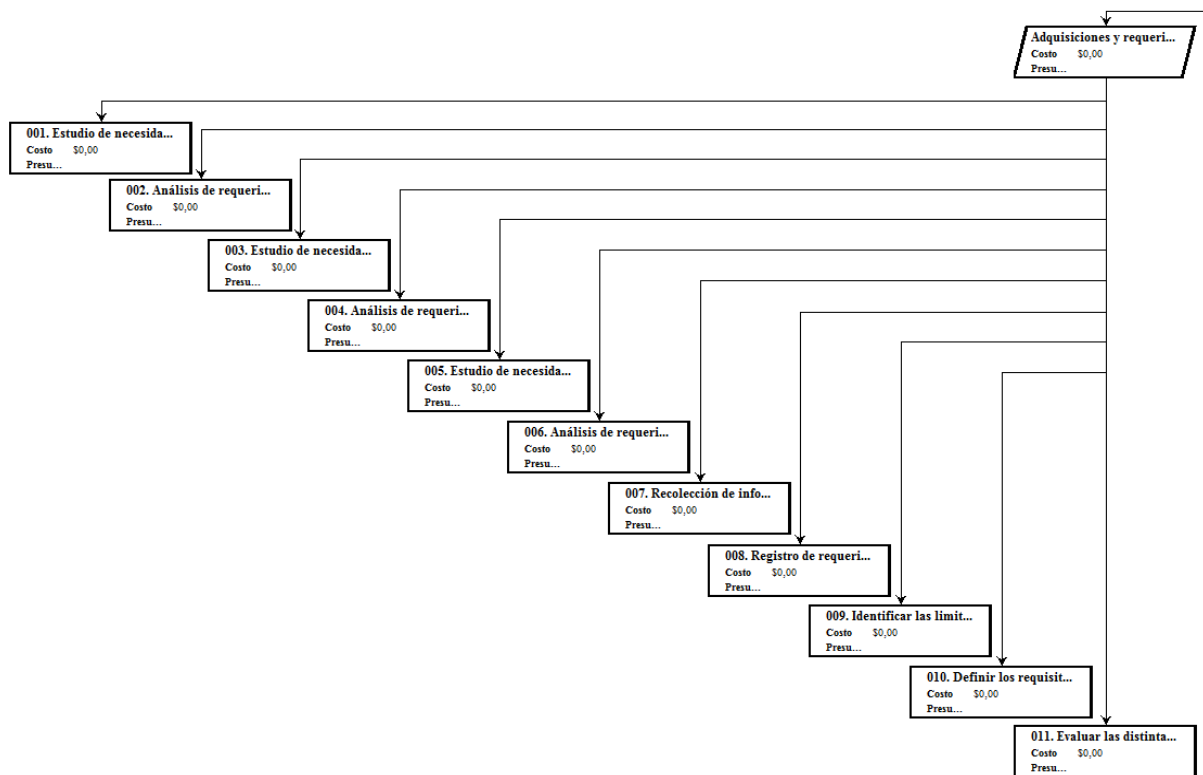 Adquisiciones y requeri...
Costo $0,00
Presu...
001. Estudio de necesida...
Costo $0,00
Presu...
002. Análisis de requeri...
Costo $0,00
Presu...
003. Estudio de necesida...
Costo $0,00
Presu...
004. Análisis de requeri...
Costo $0,00
Presu...
005. Estudio de necesida...
Costo $0,00
Presu...
006. Análisis de requeri...
Costo $0,00
Presu...
007. Recolección de info...
Costo $0,00
Presu...
008. Registro de requeri...
Costo $0,00
Presu...
009. Identificar las limit...
Costo $0,00
Presu...
010. Definir los requisit...
Costo $0,00
Presu...
011. Evaluar las distinta...
Costo $0,00
Presu...